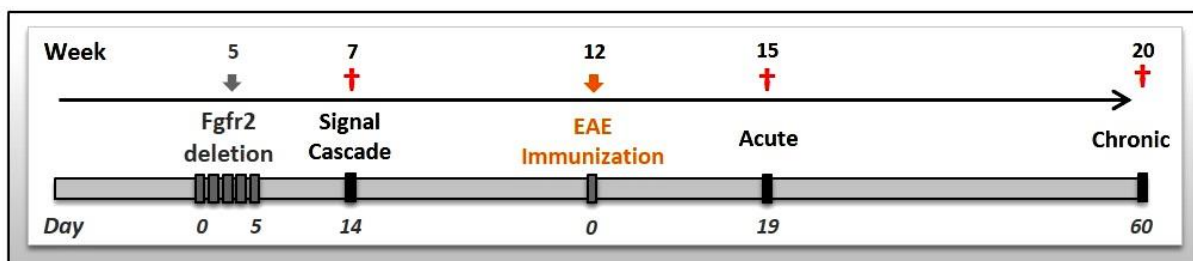 Week 5 7 12 15 20
Fgfr2 deletion
Signal Cascade
EAE Immunization
Acute
Chronic
Day 0 5 14 0 19 60